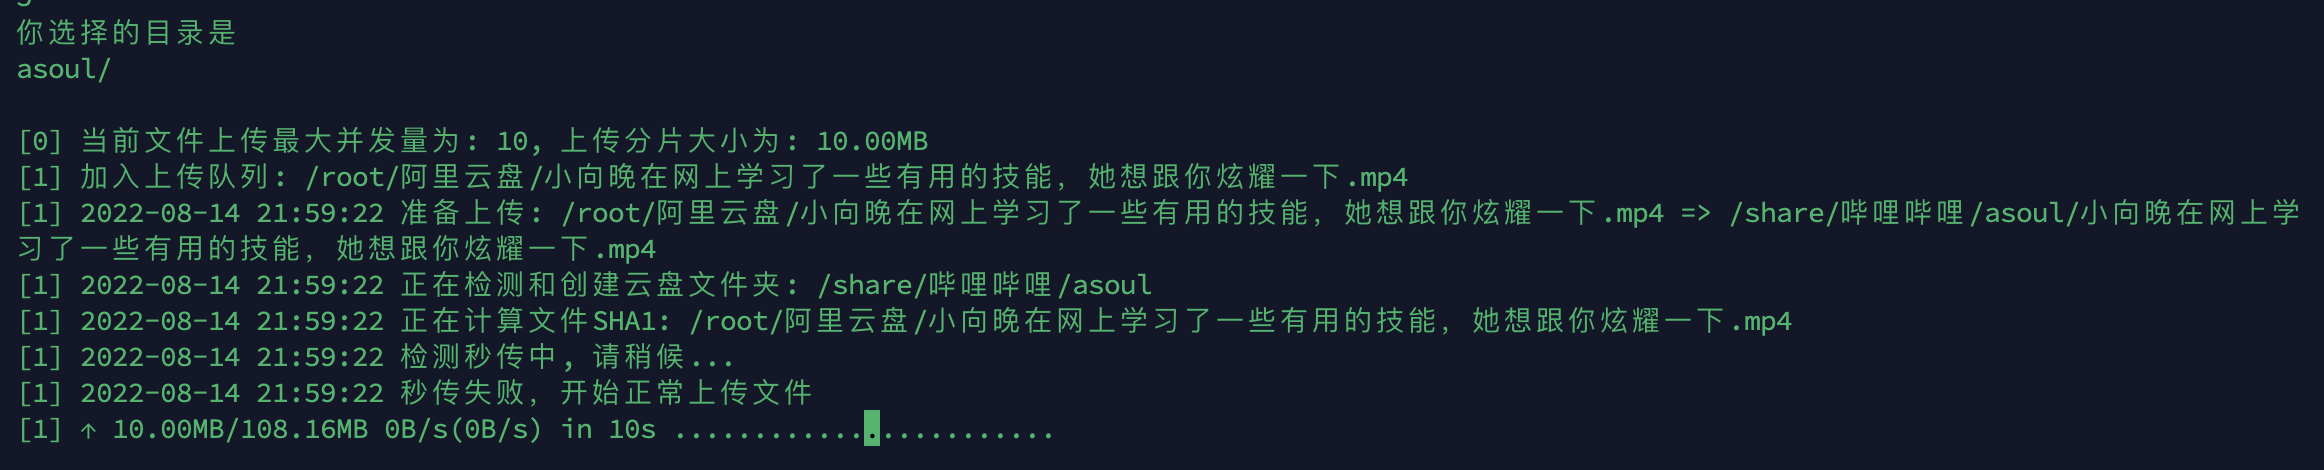 你选择的目录是
asoul/
[0] 当前文件上传最大并发量为: 10, 上传分片大小为: 10.00MB
[1] 加入上传队列: /root/阿里云盘/小向晚在网上学习了一些有用的技能，她想跟你炫耀一下.mp4
[1] 2022-08-14 21:59:22 准备上传: /root/阿里云盘/小向晚在网上学习了一些有用的技能，她想跟你炫耀一下.mp4 => /share/哔哩哔哩/asoul/小向晚在网上学
习了一些有用的技能，她想跟你炫耀一下.mp4
[1] 2022-08-14 21:59:22 正在检测和创建云盘文件夹: /share/哔哩哔哩/asoul
[1] 2022-08-14 21:59:22 正在计算文件SHA1: /root/阿里云盘/小向晚在网上学习了一些有用的技能，她想跟你炫耀一下.mp4
[1] 2022-08-14 21:59:22 检测秒传中, 请稍候...
[1] 2022-08-14 21:59:22 秒传失败，开始正常上传文件
[1] ↑ 10.00MB/108.16MB 0B/s(0B/s) in 10s ........................